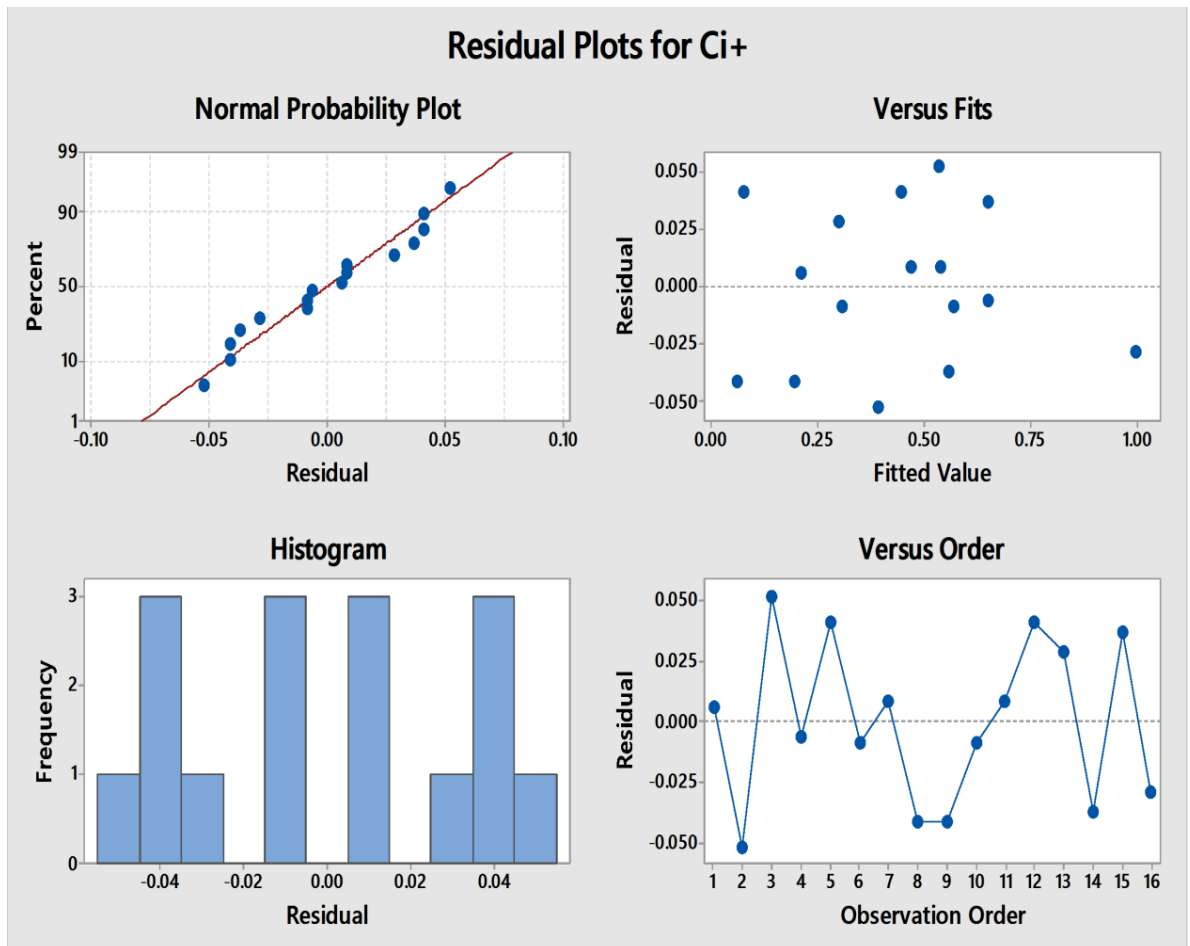 Residual Plots for Ci+
Normal Probability Plot
99
90
50
10
1
Percent
-0.10 -0.05 0.00 0.05 0.10
Residual
Versus Fits
0.050
0.025
0.000
-0.025
-0.050
Residual
0.00 0.25 0.50 0.75 1.00
Fitted Value
Histogram
3
2
1
0
Frequency
-0.04 -0.02 0.00 0.02 0.04
Residual
Versus Order
0.050
0.025
0.000
-0.025
-0.050
Residual
1 2 3 4 5 6 7 8 9 10 11 12 13 14 15 16
Observation Order